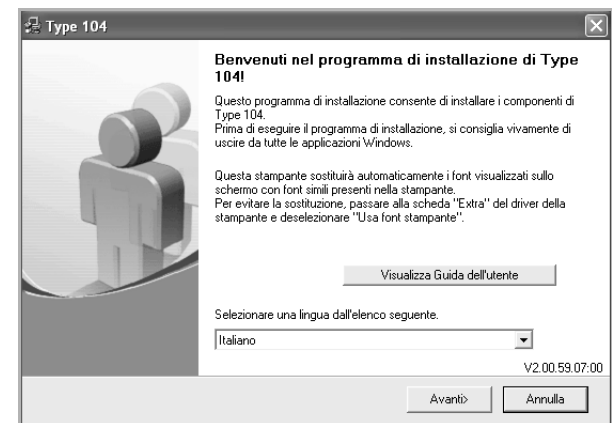 Type 104
Benvenuti nel programma di installazione di Type
104!
Questo programma di installazione consente di installare i componenti di
Type 104.
Prima di eseguire il programma di installazione, si consiglia vivamente di
uscire da tutte le applicazioni Windows.
Questa stampante sostituirà automaticamente i font visualizzati sullo
schermo con font simili presenti nella stampante.
Per evitare la sostituzione, passare alla scheda "Extra" del driver della
stampante e deselezionare "Usa font stampante".
Visualizza Guida dell'utente
Selezionare una lingua dall'elenco seguente.
Italiano
V2.00.59.07:00
Avanti>
Annulla